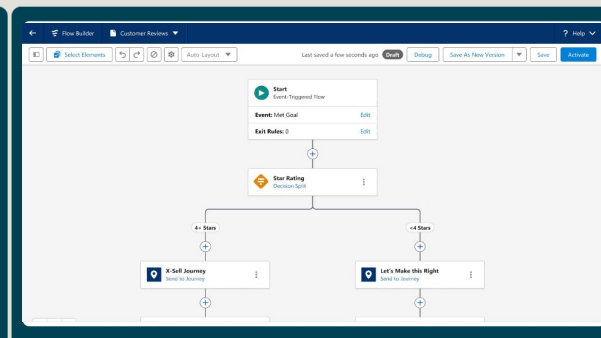 Flow Builder
Customer Reviews
? Help
Select Elements
Auto-Layout
Last saved a few seconds ago
Draft
Debug
Save As New Version
Save
Activate
Start
Event-Triggered Flow
Event: Met Goal
Edit
Exit Rules: 0
Edit
Star Rating
Decision Split
4+ Stars
<4 Stars
X-Sell Journey
Send to Journey
Let's Make this Right
Send to Journey